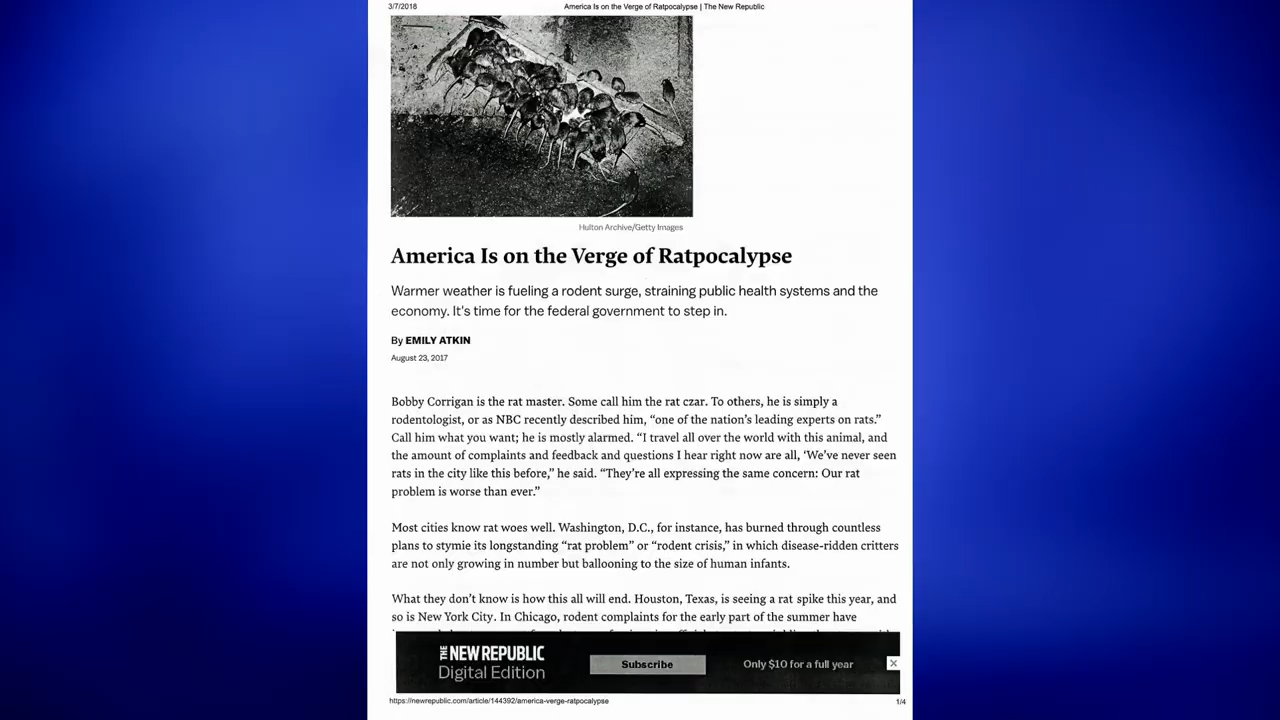 3/7/2018 America Is on the Verge of Ratpocalypse | The New Republic
Hulton Archive/Getty Images
America Is on the Verge of Ratpocalypse
Warmer weather is fueling a rodent surge, straining public health systems and the
economy. It's time for the federal government to step in.
By EMILY ATKIN
August 23, 2017
Bobby Corrigan is the rat master. Some call him the rat czar. To others, he is simply a
rodentologist, or as NBC recently described him, “one of the nation’s leading experts on rats.”
Call him what you want; he is mostly alarmed. “I travel all over the world with this animal, and
the amount of complaints and feedback and questions I hear right now are all, ‘We’ve never seen
rats in the city like this before,” he said. “They’re all expressing the same concern: Our rat
problem is worse than ever.”
Most cities know rat woes well. Washington, D.C., for instance, has burned through countless
plans to stymie its longstanding “rat problem” or “rodent crisis,” in which disease-ridden critters
are not only growing in number but ballooning to the size of human infants.
What they don’t know is how this all will end. Houston, Texas, is seeing a rat spike this year, and
so is New York City. In Chicago, rodent complaints for the early part of the summer have
THE NEW REPUBLIC
Digital Edition
Subscribe
Only $10 for a full year
https://newrepublic.com/article/144392/america-verge-ratpocalypse 1/4